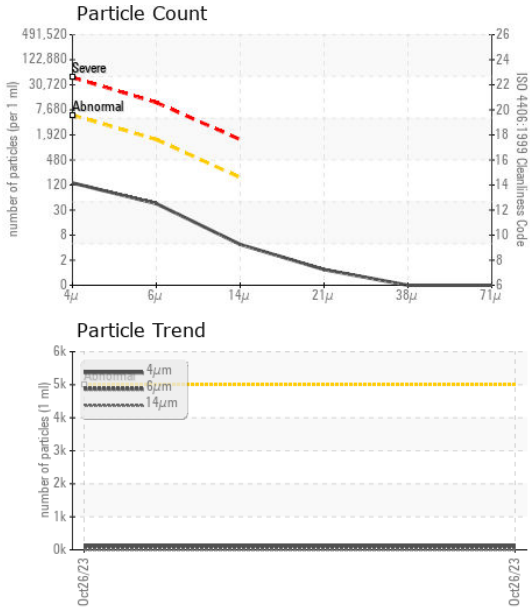 Particle Count
491,520
122,880
30,720
7,680
1,920
480
120
30
8
2
0
number of particles (per 1 ml)
Severe
Abnormal
26
24
22
20
18
16
14
12
10
8
6
ISO 4406:1999 Cleanliness Code
4µ
6µ
14µ
21µ
38µ
71µ
Particle Trend
6k
5k
4k
3k
2k
1k
0k
number of particles (1 ml)
Abnormal
4µm
6µm
14µm
Oct26/23
Oct26/23